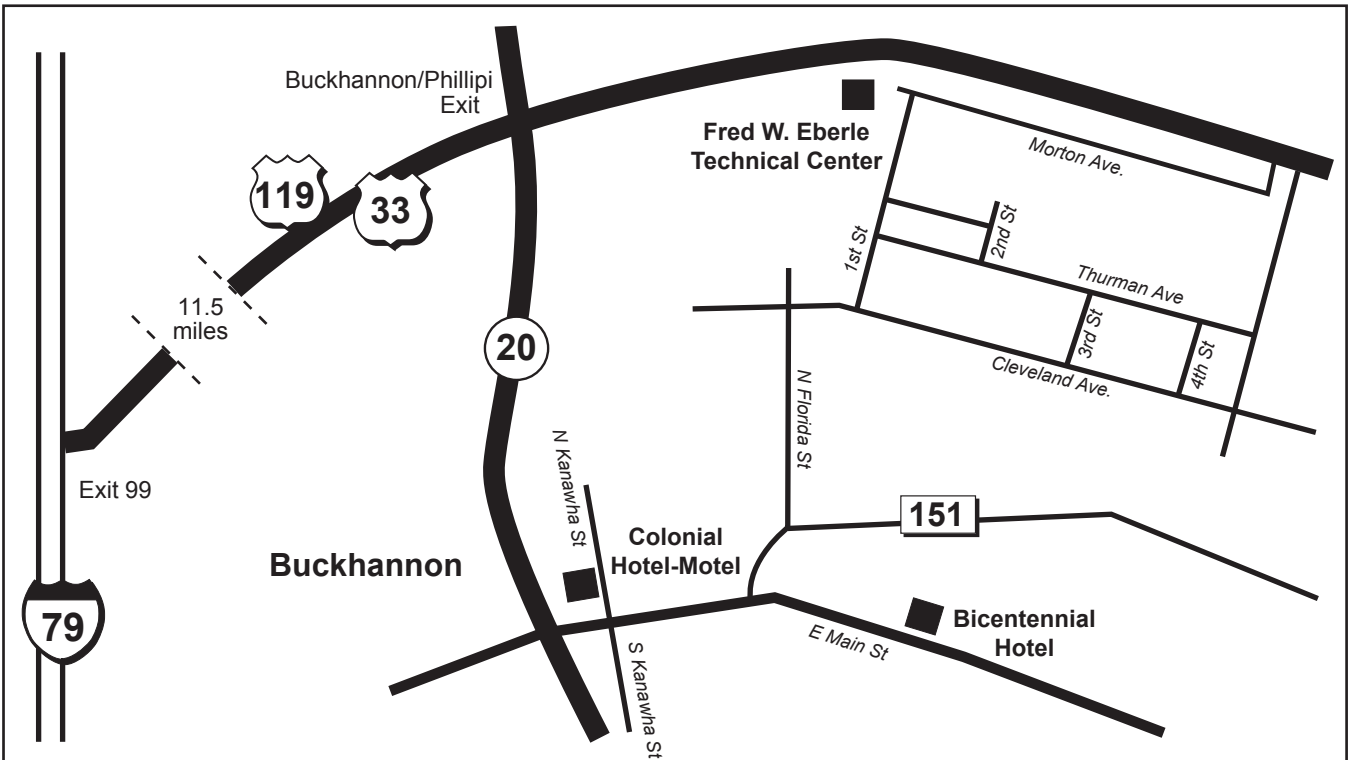 Buckhannon/Phillipi
Exit
Fred W. Eberle
Technical Center
Morton Ave.
119
33
2nd St
1st St
Thurman Ave
11.5
miles
3rd St
4th St
20
Cleveland Ave.
N Florida St
N Kanawha St
Exit 99
151
Colonial
Hotel-Motel
Buckhannon
79
Bicentennial
Hotel
E Main St
S Kanawha St